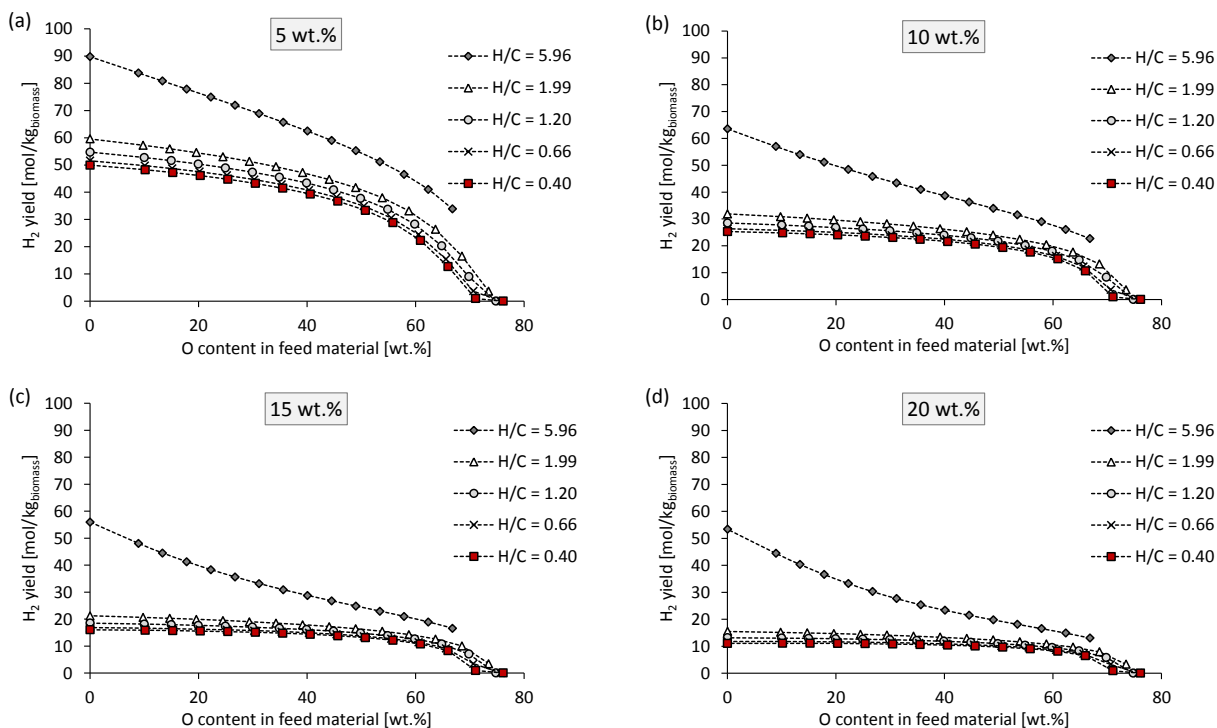 (a)
5 wt.%
H₂ yield [mol/kg_biomass]
100
90
80
70
60
50
40
30
20
10
0
0 20 40 60 80
O content in feed material [wt.%]
H/C = 5.96
H/C = 1.99
H/C = 1.20
H/C = 0.66
H/C = 0.40
(b)
10 wt.%
H₂ yield [mol/kg_biomass]
100
90
80
70
60
50
40
30
20
10
0
0 20 40 60 80
O content in feed material [wt.%]
H/C = 5.96
H/C = 1.99
H/C = 1.20
H/C = 0.66
H/C = 0.40
(c)
15 wt.%
H₂ yield [mol/kg_biomass]
100
90
80
70
60
50
40
30
20
10
0
0 20 40 60 80
O content in feed material [wt.%]
H/C = 5.96
H/C = 1.99
H/C = 1.20
H/C = 0.66
H/C = 0.40
(d)
20 wt.%
H₂ yield [mol/kg_biomass]
100
90
80
70
60
50
40
30
20
10
0
0 20 40 60 80
O content in feed material [wt.%]
H/C = 5.96
H/C = 1.99
H/C = 1.20
H/C = 0.66
H/C = 0.40